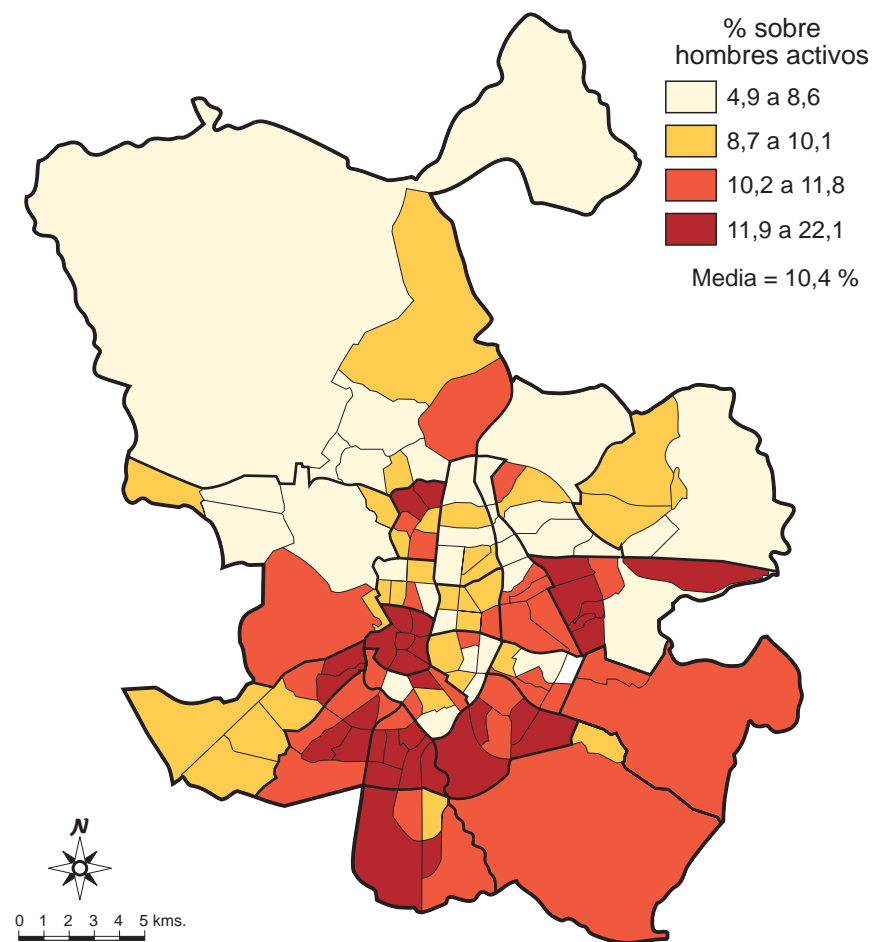 % sobre
hombres activos
4,9 a 8,6
8,7 a 10,1
10,2 a 11,8
11,9 a 22,1
Media = 10,4 %
N
0 1 2 3 4 5 kms.